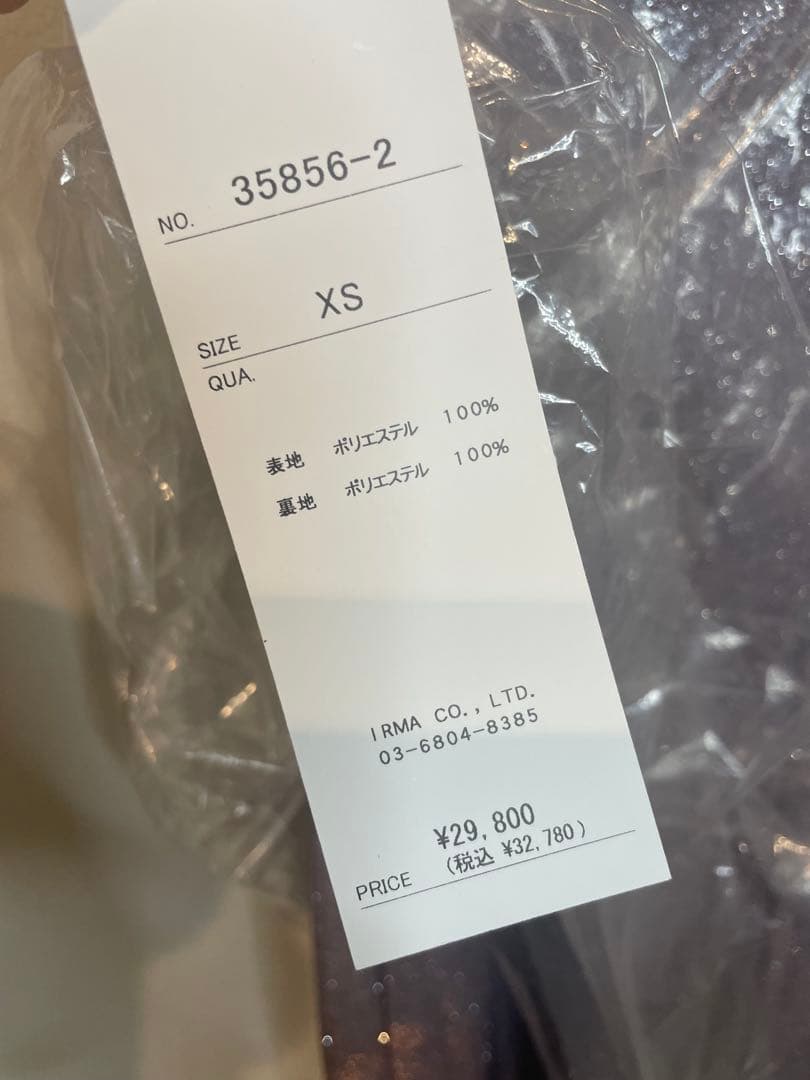 NO. 35856-2
SIZE XS
QUA.
表地 ポリエステル 100%
裏地 ポリエステル 100%
IRMA CO., LTD.
03-6804-8385
¥29,800
PRICE (税込 ¥32,780)